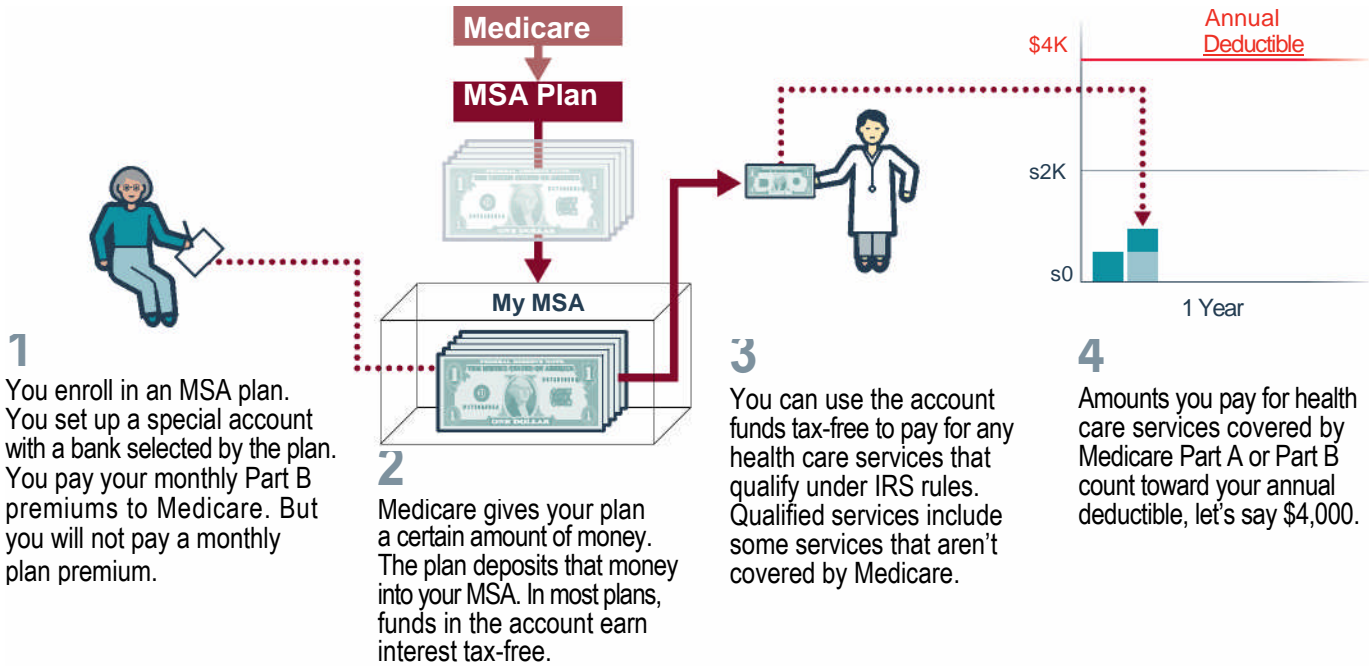 Medicare
MSA Plan
My MSA
Annual
Deductible
$4K
s2K
s0
1 Year
1
You enroll in an MSA plan.
You set up a special account
with a bank selected by the plan.
You pay your monthly Part B
premiums to Medicare. But
you will not pay a monthly
plan premium.
2
Medicare gives your plan
a certain amount of money.
The plan deposits that money
into your MSA. In most plans,
funds in the account earn
interest tax-free.
3
You can use the account
funds tax-free to pay for any
health care services that
qualify under IRS rules.
Qualified services include
some services that aren't
covered by Medicare.
4
Amounts you pay for health
care services covered by
Medicare Part A or Part B
count toward your annual
deductible, let's say $4,000.